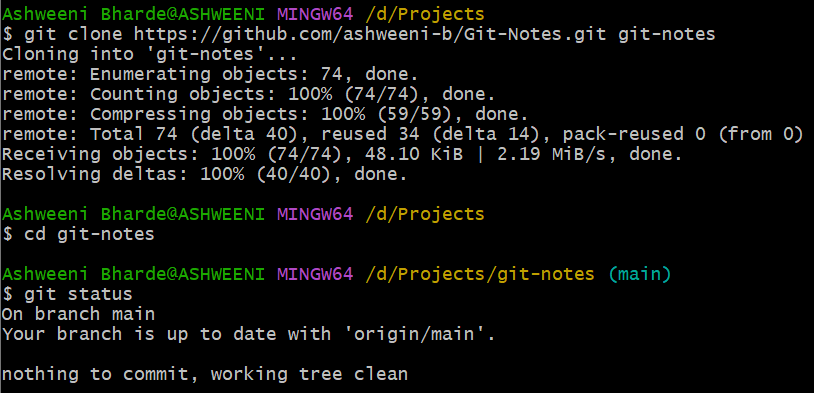 Ashweeni Bharde@ASHWEENI MINGW64 /d/Projects
$ git clone https://github.com/ashweeni-b/Git-Notes.git git-notes
Cloning into 'git-notes'...
remote: Enumerating objects: 74, done.
remote: Counting objects: 100% (74/74), done.
remote: Compressing objects: 100% (59/59), done.
remote: Total 74 (delta 40), reused 34 (delta 14), pack-reused 0 (from 0)
Receiving objects: 100% (74/74), 48.10 KiB | 2.19 MiB/s, done.
Resolving deltas: 100% (40/40), done.
Ashweeni Bharde@ASHWEENI MINGW64 /d/Projects
$ cd git-notes
Ashweeni Bharde@ASHWEENI MINGW64 /d/Projects/git-notes (main)
$ git status
On branch main
Your branch is up to date with 'origin/main'.
nothing to commit, working tree clean